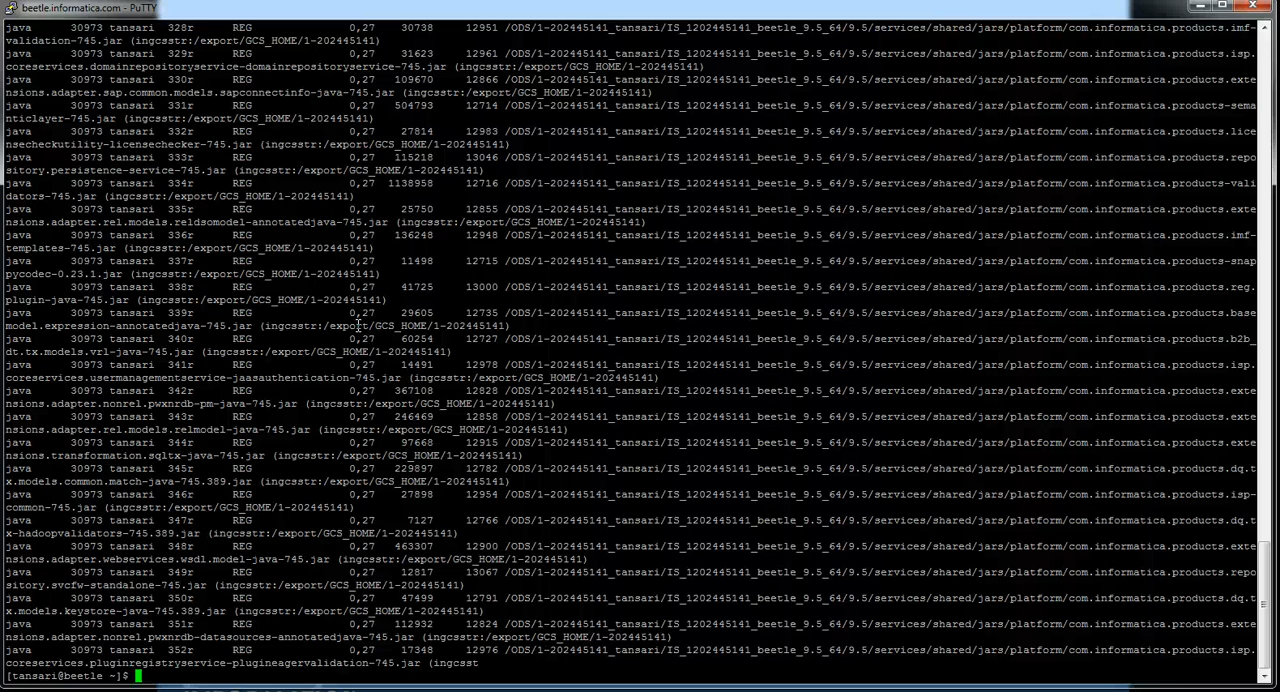 beetle.informatica.com - PuTTY
java 30973 tansari 328r REG 0,27 30738 12951 /ODS/1-202445141_tansari/IS_1202445141_beetle_9.5_64/9.5/services/shared/jars/platform/com.informatica.products.imf-
validation-745.jar (ingcsstr:/export/GCS_HOME/1-202445141)
java 30973 tansari 329r REG 0,27 31623 12961 /ODS/1-202445141_tansari/IS_1202445141_beetle_9.5_64/9.5/services/shared/jars/platform/com.informatica.products.isp.
coreservices.domainrepositoryservice-domainrepositoryservice-745.jar (ingcsstr:/export/GCS_HOME/1-202445141)
java 30973 tansari 330r REG 0,27 109670 12866 /ODS/1-202445141_tansari/IS_1202445141_beetle_9.5_64/9.5/services/shared/jars/platform/com.informatica.products.exte
nsions.adapter.sap.common.models.sapconnectinfo-java-745.jar (ingcsstr:/export/GCS_HOME/1-202445141)
java 30973 tansari 331r REG 0,27 504793 12714 /ODS/1-202445141_tansari/IS_1202445141_beetle_9.5_64/9.5/services/shared/jars/platform/com.informatica.products-sema
nticlayer-745.jar (ingcsstr:/export/GCS_HOME/1-202445141)
java 30973 tansari 332r REG 0,27 27814 12983 /ODS/1-202445141_tansari/IS_1202445141_beetle_9.5_64/9.5/services/shared/jars/platform/com.informatica.products.lice
nsecheckutility-licensechecker-745.jar (ingcsstr:/export/GCS_HOME/1-202445141)
java 30973 tansari 333r REG 0,27 115218 13046 /ODS/1-202445141_tansari/IS_1202445141_beetle_9.5_64/9.5/services/shared/jars/platform/com.informatica.products.repo
sitory.persistence-service-745.jar (ingcsstr:/export/GCS_HOME/1-202445141)
java 30973 tansari 334r REG 0,27 1138958 12716 /ODS/1-202445141_tansari/IS_1202445141_beetle_9.5_64/9.5/services/shared/jars/platform/com.informatica.products-vali
dators-745.jar (ingcsstr:/export/GCS_HOME/1-202445141)
java 30973 tansari 335r REG 0,27 25750 12855 /ODS/1-202445141_tansari/IS_1202445141_beetle_9.5_64/9.5/services/shared/jars/platform/com.informatica.products.exte
nsions.adapter.rel.models.reldsomodel-annotatedjava-745.jar (ingcsstr:/export/GCS_HOME/1-202445141)
java 30973 tansari 336r REG 0,27 136248 12948 /ODS/1-202445141_tansari/IS_1202445141_beetle_9.5_64/9.5/services/shared/jars/platform/com.informatica.products.imf-
templates-745.jar (ingcsstr:/export/GCS_HOME/1-202445141)
java 30973 tansari 337r REG 0,27 11498 12715 /ODS/1-202445141_tansari/IS_1202445141_beetle_9.5_64/9.5/services/shared/jars/platform/com.informatica.products-snap
pycodec-0.23.1.jar (ingcsstr:/export/GCS_HOME/1-202445141)
java 30973 tansari 338r REG 0,27 41725 13000 /ODS/1-202445141_tansari/IS_1202445141_beetle_9.5_64/9.5/services/shared/jars/platform/com.informatica.products.reg.
plugin-java-745.jar (ingcsstr:/export/GCS_HOME/1-202445141)
java 30973 tansari 339r REG 0,27 29605 12735 /ODS/1-202445141_tansari/IS_1202445141_beetle_9.5_64/9.5/services/shared/jars/platform/com.informatica.products.base
model.expression-annotatedjava-745.jar (ingcsstr:/export/GCS_HOME/1-202445141)
java 30973 tansari 340r REG 0,27 60254 12727 /ODS/1-202445141_tansari/IS_1202445141_beetle_9.5_64/9.5/services/shared/jars/platform/com.informatica.products.b2b_
dt.tx.models.vrl-java-745.jar (ingcsstr:/export/GCS_HOME/1-202445141)
java 30973 tansari 341r REG 0,27 14491 12978 /ODS/1-202445141_tansari/IS_1202445141_beetle_9.5_64/9.5/services/shared/jars/platform/com.informatica.products.isp.
coreservices.usermanagementservice-jaasauthentication-745.jar (ingcsstr:/export/GCS_HOME/1-202445141)
java 30973 tansari 342r REG 0,27 367108 12828 /ODS/1-202445141_tansari/IS_1202445141_beetle_9.5_64/9.5/services/shared/jars/platform/com.informatica.products.exte
nsions.adapter.nonrel.pwxnrdb-pm-java-745.jar (ingcsstr:/export/GCS_HOME/1-202445141)
java 30973 tansari 343r REG 0,27 246469 12858 /ODS/1-202445141_tansari/IS_1202445141_beetle_9.5_64/9.5/services/shared/jars/platform/com.informatica.products.exte
nsions.adapter.rel.models.relmodel-java-745.jar (ingcsstr:/export/GCS_HOME/1-202445141)
java 30973 tansari 344r REG 0,27 97668 12915 /ODS/1-202445141_tansari/IS_1202445141_beetle_9.5_64/9.5/services/shared/jars/platform/com.informatica.products.exte
nsions.transformation.sqltx-java-745.jar (ingcsstr:/export/GCS_HOME/1-202445141)
java 30973 tansari 345r REG 0,27 229897 12782 /ODS/1-202445141_tansari/IS_1202445141_beetle_9.5_64/9.5/services/shared/jars/platform/com.informatica.products.dq.t
x.models.common.match-java-745.389.jar (ingcsstr:/export/GCS_HOME/1-202445141)
java 30973 tansari 346r REG 0,27 27898 12954 /ODS/1-202445141_tansari/IS_1202445141_beetle_9.5_64/9.5/services/shared/jars/platform/com.informatica.products.isp-
common-745.jar (ingcsstr:/export/GCS_HOME/1-202445141)
java 30973 tansari 347r REG 0,27 7127 12766 /ODS/1-202445141_tansari/IS_1202445141_beetle_9.5_64/9.5/services/shared/jars/platform/com.informatica.products.dq.t
x-hadoopvalidators-745.389.jar (ingcsstr:/export/GCS_HOME/1-202445141)
java 30973 tansari 348r REG 0,27 463307 12900 /ODS/1-202445141_tansari/IS_1202445141_beetle_9.5_64/9.5/services/shared/jars/platform/com.informatica.products.exte
nsions.adapter.webservices.wsdl.model-java-745.jar (ingcsstr:/export/GCS_HOME/1-202445141)
java 30973 tansari 349r REG 0,27 12817 13067 /ODS/1-202445141_tansari/IS_1202445141_beetle_9.5_64/9.5/services/shared/jars/platform/com.informatica.products.repo
sitory.svcfw-standalone-745.jar (ingcsstr:/export/GCS_HOME/1-202445141)
java 30973 tansari 350r REG 0,27 47499 12791 /ODS/1-202445141_tansari/IS_1202445141_beetle_9.5_64/9.5/services/shared/jars/platform/com.informatica.products.dq.t
x.models.keystore-java-745.389.jar (ingcsstr:/export/GCS_HOME/1-202445141)
java 30973 tansari 351r REG 0,27 112932 12824 /ODS/1-202445141_tansari/IS_1202445141_beetle_9.5_64/9.5/services/shared/jars/platform/com.informatica.products.exte
nsions.adapter.nonrel.pwxnrdb-datasources-annotatedjava-745.jar (ingcsstr:/export/GCS_HOME/1-202445141)
java 30973 tansari 352r REG 0,27 17348 12976 /ODS/1-202445141_tansari/IS_1202445141_beetle_9.5_64/9.5/services/shared/jars/platform/com.informatica.products.isp.
coreservices.pluginregistryservice-plugineagervalidation-745.jar (ingcsst
[tansari@beetle ~]$